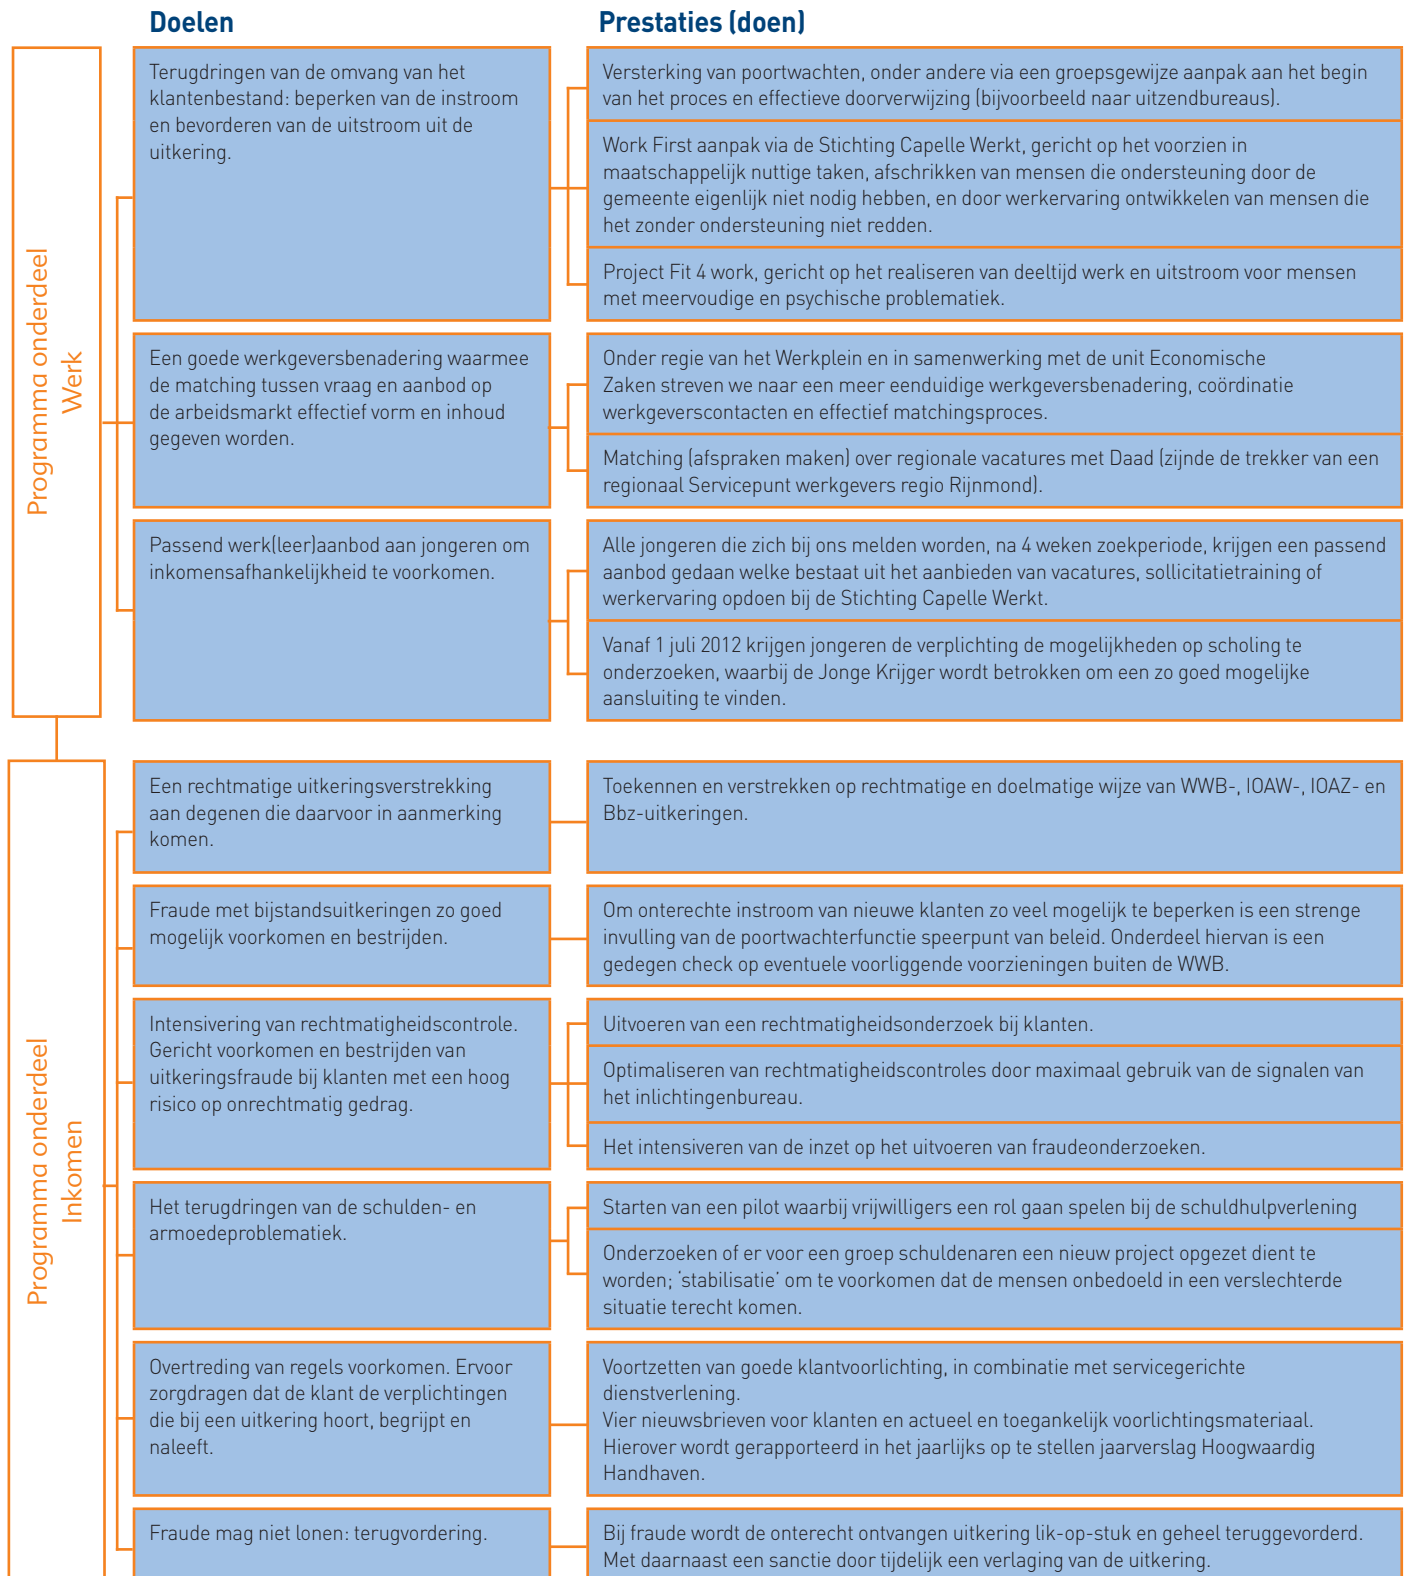 Doelen
Prestaties (doen)
Programma onderdeel
Werk
Terugdringen van de omvang van het
klantenbestand: beperken van de instroom
en bevorderen van de uitstroom uit de
uitkering.
Versterking van poortwachten, onder andere via een groepsgewijze aanpak aan het begin
van het proces en effectieve doorverwijzing (bijvoorbeeld naar uitzendbureaus).
Work First aanpak via de Stichting Capelle Werkt, gericht op het voorzien in
maatschappelijk nuttige taken, afschrikken van mensen die ondersteuning door de
gemeente eigenlijk niet nodig hebben, en door werkervaring ontwikkelen van mensen die
het zonder ondersteuning niet redden.
Project Fit 4 work, gericht op het realiseren van deeltijd werk en uitstroom voor mensen
met meervoudige en psychische problematiek.
Een goede werkgeversbenadering waarmee
de matching tussen vraag en aanbod op
de arbeidsmarkt effectief vorm en inhoud
gegeven worden.
Onder regie van het Werkplein en in samenwerking met de unit Economische
Zaken streven we naar een meer eenduidige werkgeversbenadering, coördinatie
werkgeverscontacten en effectief matchingsproces.
Matching (afspraken maken) over regionale vacatures met Daad (zijnde de trekker van een
regionaal Servicepunt werkgevers regio Rijnmond).
Passend werk(leer)aanbod aan jongeren om
inkomensafhankelijkheid te voorkomen.
Alle jongeren die zich bij ons melden worden, na 4 weken zoekperiode, krijgen een passend
aanbod gedaan welke bestaat uit het aanbieden van vacatures, sollicitatietraining of
werkervaring opdoen bij de Stichting Capelle Werkt.
Vanaf 1 juli 2012 krijgen jongeren de verplichting de mogelijkheden op scholing te
onderzoeken, waarbij de Jonge Krijger wordt betrokken om een zo goed mogelijke
aansluiting te vinden.
Programma onderdeel
Inkomen
Een rechtmatige uitkeringsverstrekking
aan degenen die daarvoor in aanmerking
komen.
Toekennen en verstrekken op rechtmatige en doelmatige wijze van WWB-, IOAW-, IOAZ- en
Bbz-uitkeringen.
Fraude met bijstandsuitkeringen zo goed
mogelijk voorkomen en bestrijden.
Om onterechte instroom van nieuwe klanten zo veel mogelijk te beperken is een strenge
invulling van de poortwachterfunctie speerpunt van beleid. Onderdeel hiervan is een
gedegen check op eventuele voorliggende voorzieningen buiten de WWB.
Intensivering van rechtmatigheidscontrole.
Gericht voorkomen en bestrijden van
uitkeringsfraude bij klanten met een hoog
risico op onrechtmatig gedrag.
Uitvoeren van een rechtmatigheidsonderzoek bij klanten.
Optimaliseren van rechtmatigheidscontroles door maximaal gebruik van de signalen van
het inlichtingenbureau.
Het intensiveren van de inzet op het uitvoeren van fraudeonderzoeken.
Het terugdringen van de schulden- en
armoedeproblematiek.
Starten van een pilot waarbij vrijwilligers een rol gaan spelen bij de schuldhulpverlening
Onderzoeken of er voor een groep schuldenaren een nieuw project opgezet dient te
worden; ‘stabilisatie’ om te voorkomen dat de mensen onbedoeld in een verslechterde
situatie terecht komen.
Overtreding van regels voorkomen. Ervoor
zorgdragen dat de klant de verplichtingen
die bij een uitkering hoort, begrijpt en
naleeft.
Voortzetten van goede klantvoorlichting, in combinatie met servicegerichte
dienstverlening.
Vier nieuwsbrieven voor klanten en actueel en toegankelijk voorlichtingsmateriaal.
Hierover wordt gerapporteerd in het jaarlijks op te stellen jaarverslag Hoogwaardig
Handhaven.
Fraude mag niet lonen: terugvordering.
Bij fraude wordt de onterecht ontvangen uitkering lik-op-stuk en geheel teruggevorderd.
Met daarnaast een sanctie door tijdelijk een verlaging van de uitkering.